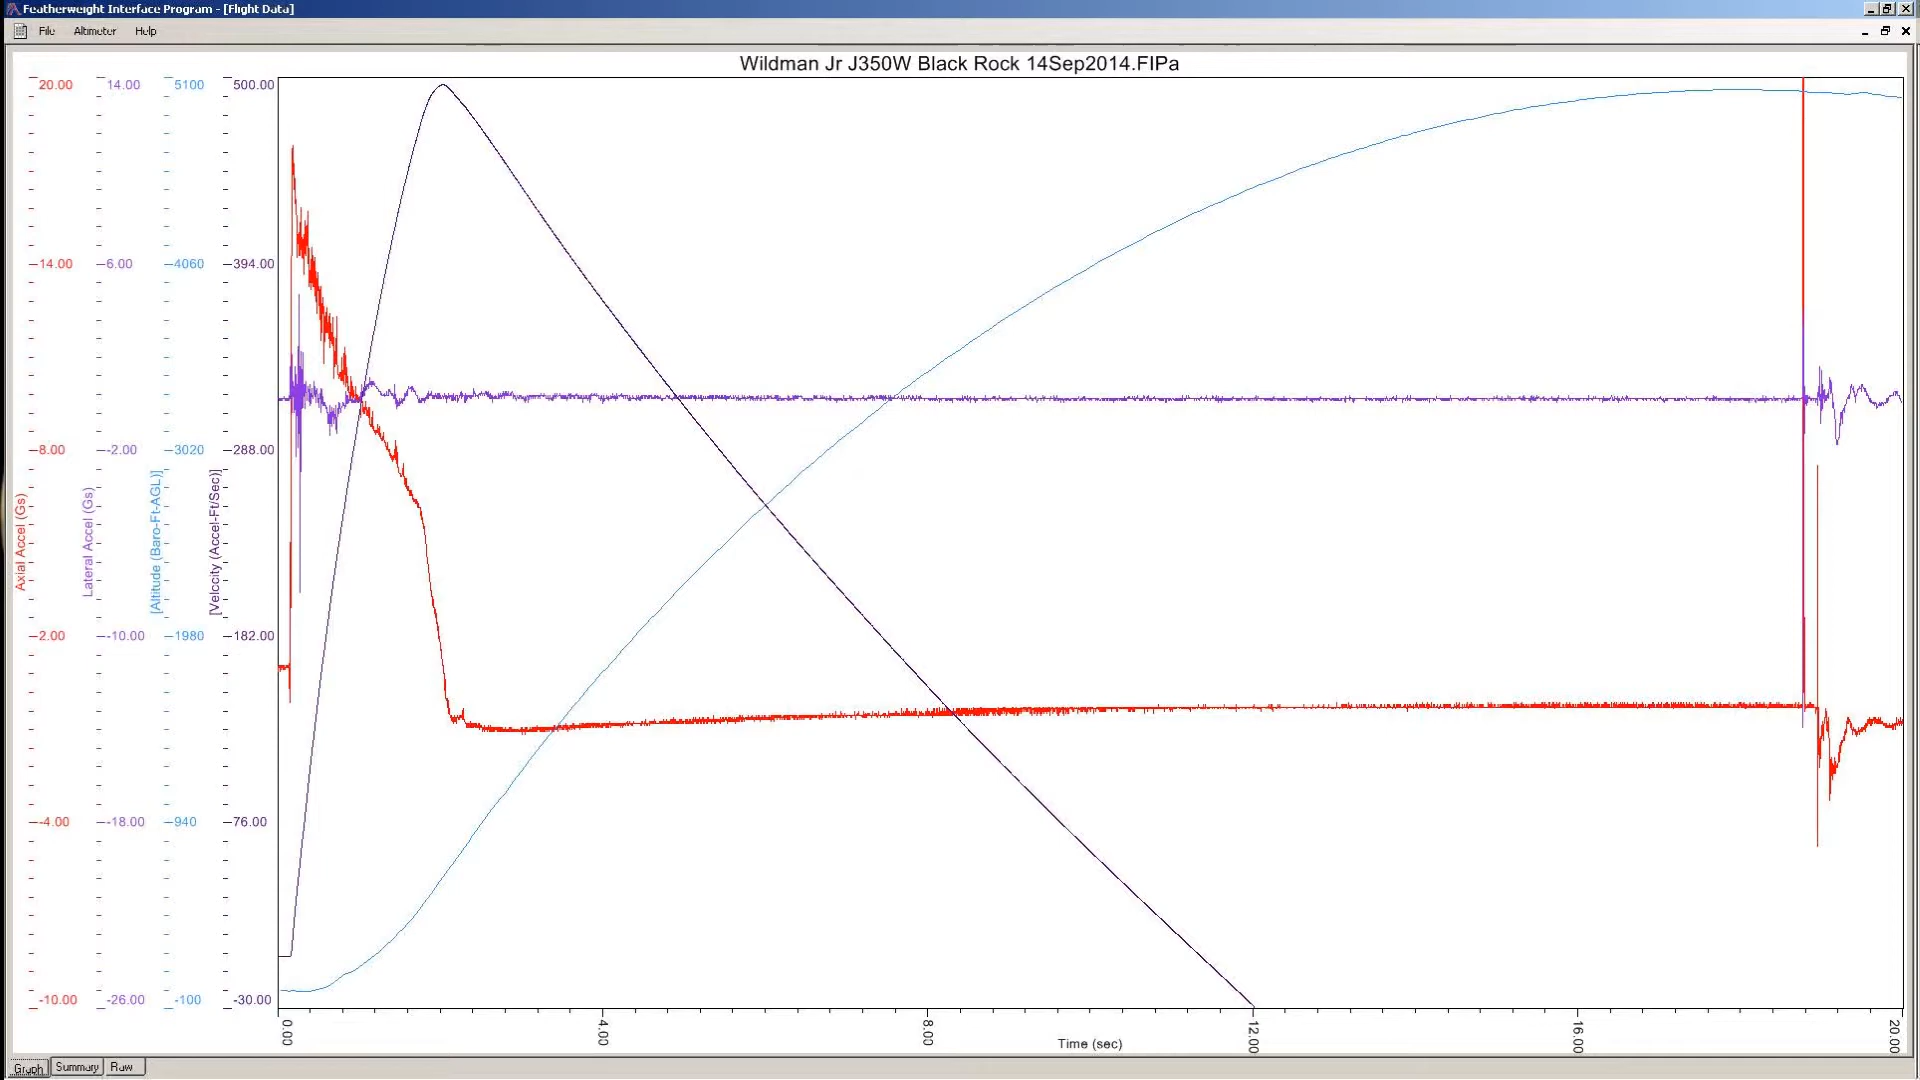 Featherweight Interface Program - [Flight Data]
File Altimeter Help
Wildman Jr J350W Black Rock 14Sep2014.FIPa
20.00 14.00 5100 500.00
14.00 6.00 4060 394.00
8.00 -2.00 3020 288.00
2.00 -10.00 1980 182.00
-4.00 -18.00 940 76.00
-10.00 -26.00 -100 -30.00
Axial Accel (Gs)
Lateral Accel (Gs)
[Altitude (Baro-Ft-AGL)]
[Velocity (Accel-Ft/Sec)]
0.00 4.00 8.00 12.00 16.00 20.00
Time (sec)
Graph Summary Raw